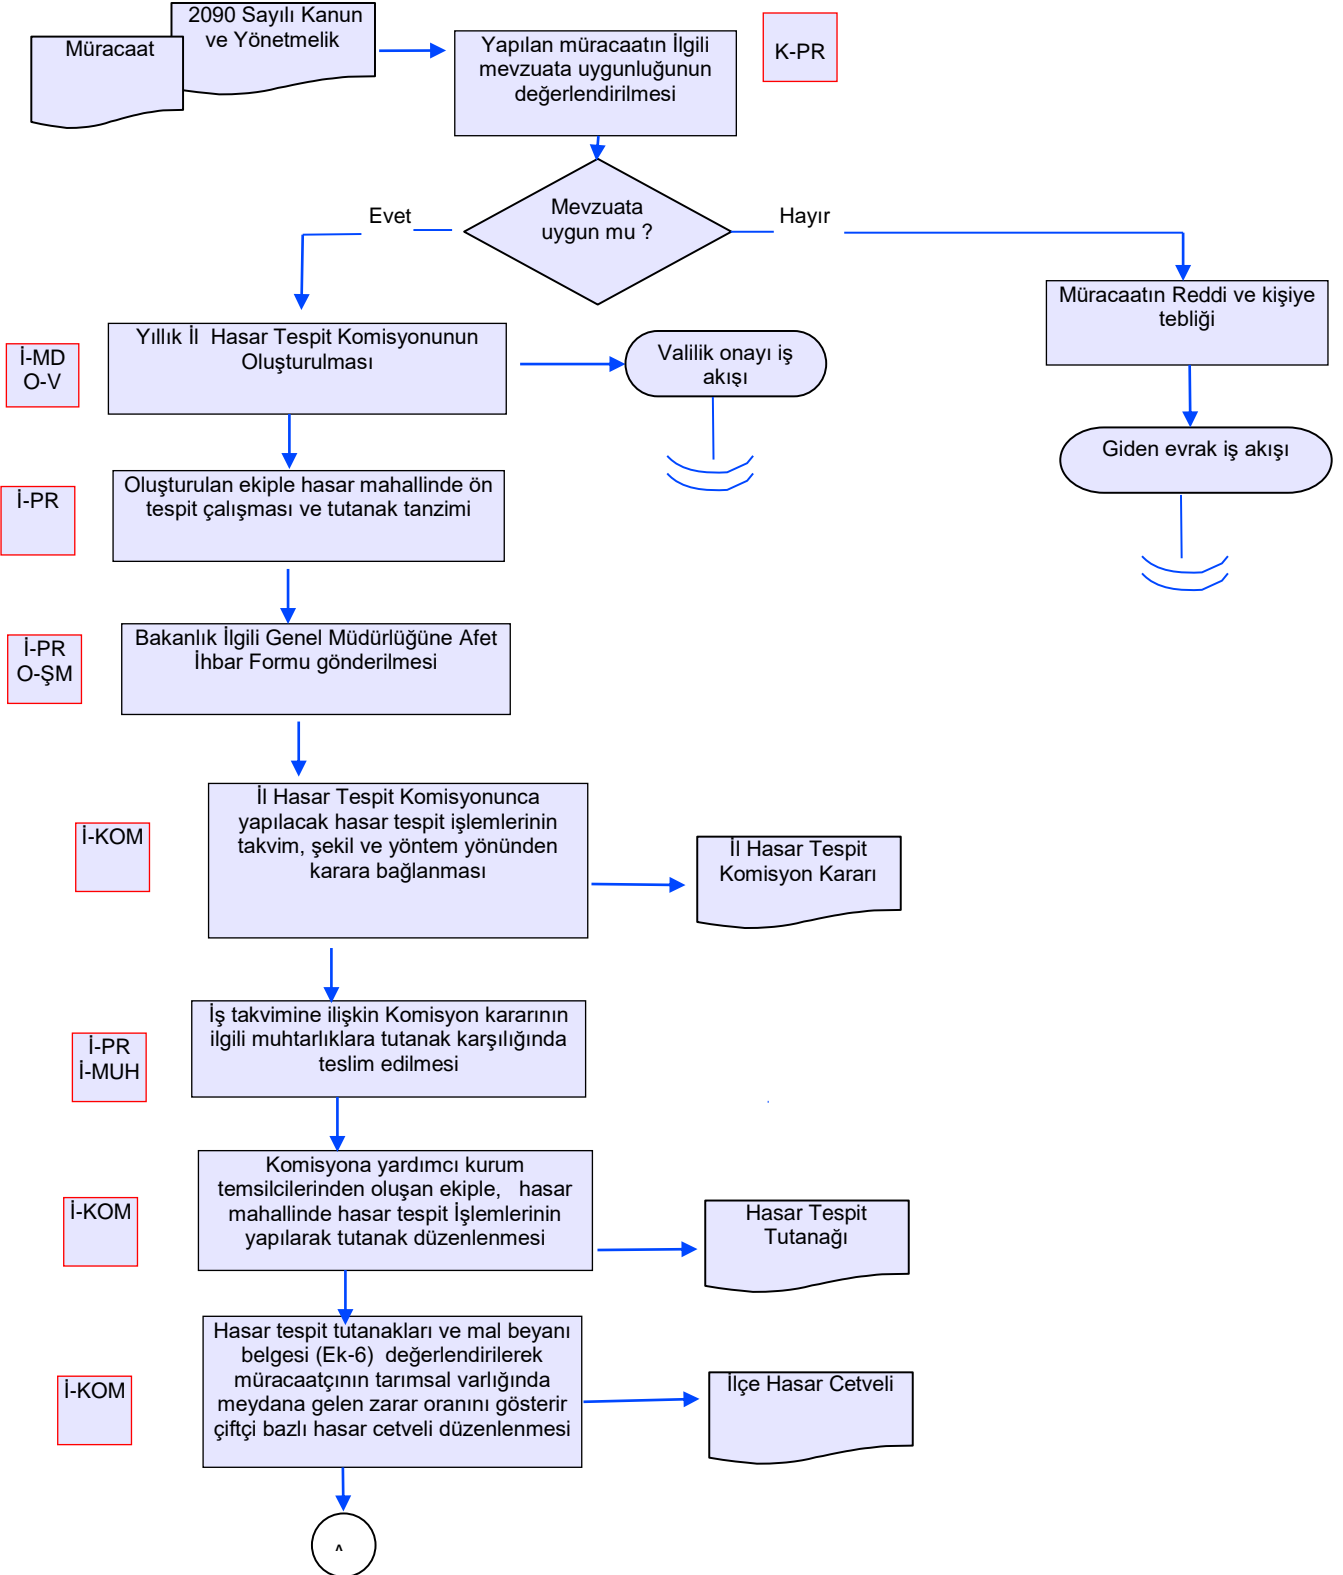 2090 Sayılı Kanun
ve Yönetmelik
Müracaat
Yapılan müracaatın İlgili
mevzuata uygunluğunun
değerlendirilmesi
K-PR
Mevzuata
uygun mu ?
Evet
Hayır
Müracaatın Reddi ve kişiye
tebliği
Yıllık İl  Hasar Tespit Komisyonunun
Oluşturulması
İ-MD
O-V
Valilik onayı iş
akışı
Giden evrak iş akışı
Oluşturulan ekiple hasar mahallinde ön
tespit çalışması ve tutanak tanzimi
İ-PR
Bakanlık İlgili Genel Müdürlüğüne Afet
İhbar Formu gönderilmesi
İ-PR
O-ŞM
İl Hasar Tespit Komisyonunca
yapılacak hasar tespit işlemlerinin
takvim, şekil ve yöntem yönünden
karara bağlanması
İ-KOM
İl Hasar Tespit
Komisyon Kararı
İş takvimine ilişkin Komisyon kararının
ilgili muhtarlıklara tutanak karşılığında
teslim edilmesi
İ-PR
İ-MUH
Komisyona yardımcı kurum
temsilcilerinden oluşan ekiple,   hasar
mahallinde hasar tespit İşlemlerinin
yapılarak tutanak düzenlenmesi
İ-KOM
Hasar Tespit
Tutanağı
Hasar tespit tutanakları ve mal beyanı
belgesi (Ek-6)  değerlendirilerek
müracaatçının tarımsal varlığında
meydana gelen zarar oranını gösterir
çiftçi bazlı hasar cetveli düzenlenmesi
İ-KOM
İlçe Hasar Cetveli